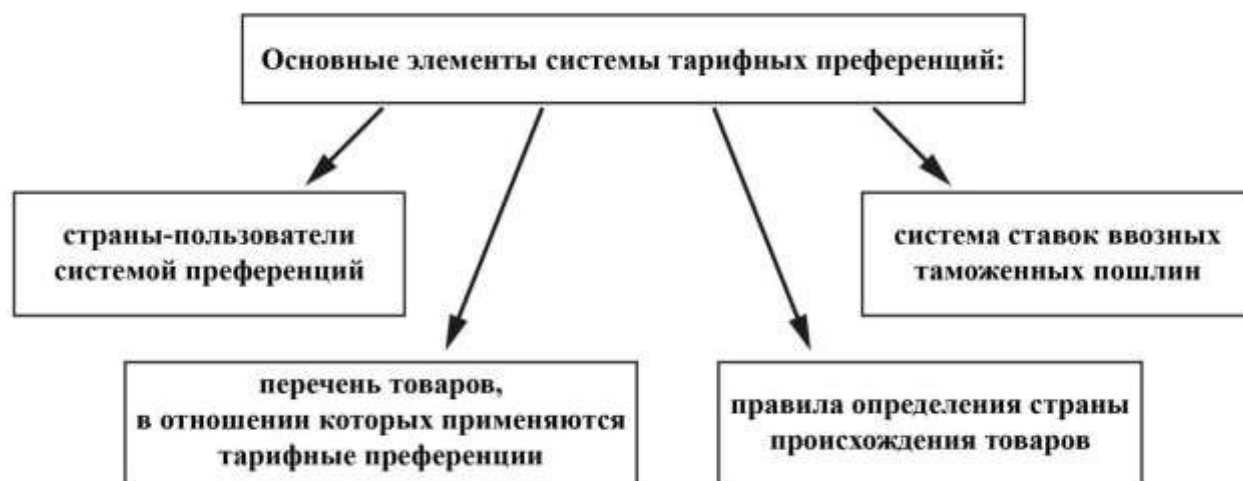 Основные элементы системы тарифных преференций:
страны-пользователи
системой преференций
система ставок ввозных
таможенных пошлин
перечень товаров,
в отношении которых применяются
тарифные преференции
правила определения страны
происхождения товаров